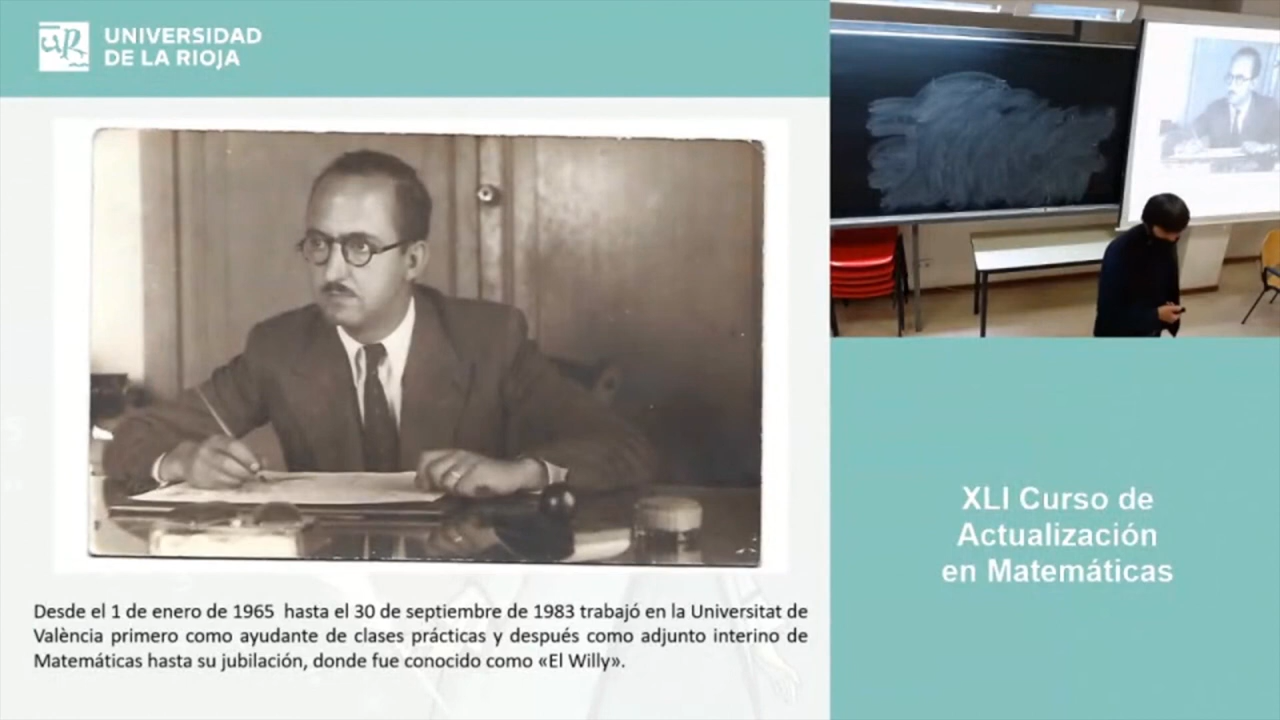 UNIVERSIDAD
DE LA RIOJA
uR
Desde el 1 de enero de 1965 hasta el 30 de septiembre de 1983 trabajó en la Universitat de
València primero como ayudante de clases prácticas y después como adjunto interino de
Matemáticas hasta su jubilación, donde fue conocido como «El Willy».
XLI Curso de
Actualización
en Matemáticas